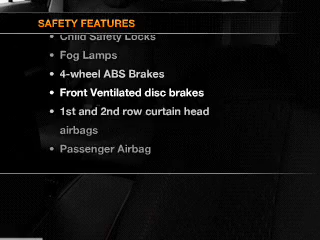 SAFETY FEATURES
• Child Safety Locks
• Fog Lamps
• 4-wheel ABS Brakes
• Front Ventilated disc brakes
• 1st and 2nd row curtain head
airbags
• Passenger Airbag